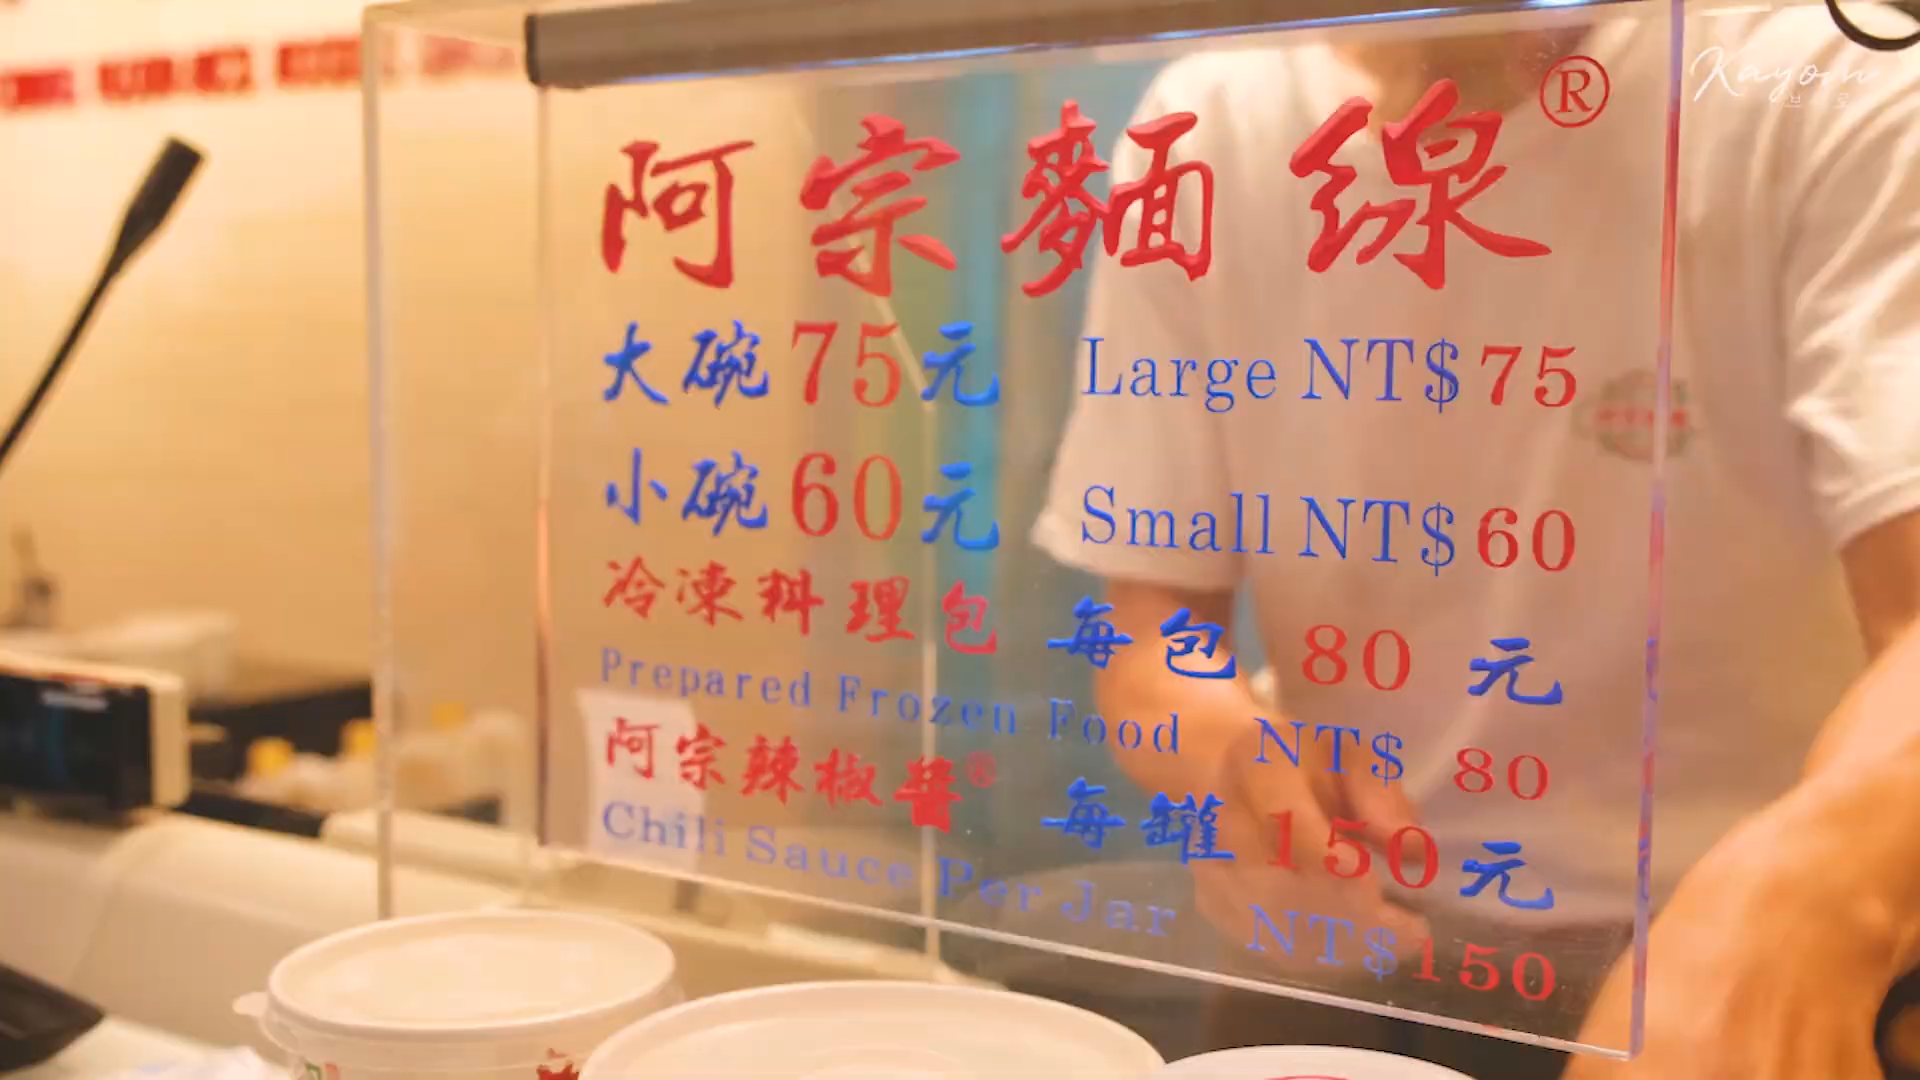 Kayom
阿宗麵線®
大碗75元 Large NT$75
小碗60元 Small NT$60
冷凍料理包 每包 80 元
Prepared Frozen Food NT$ 80
阿宗辣椒醬® 每罐 150元
Chili Sauce Per Jar NT$150